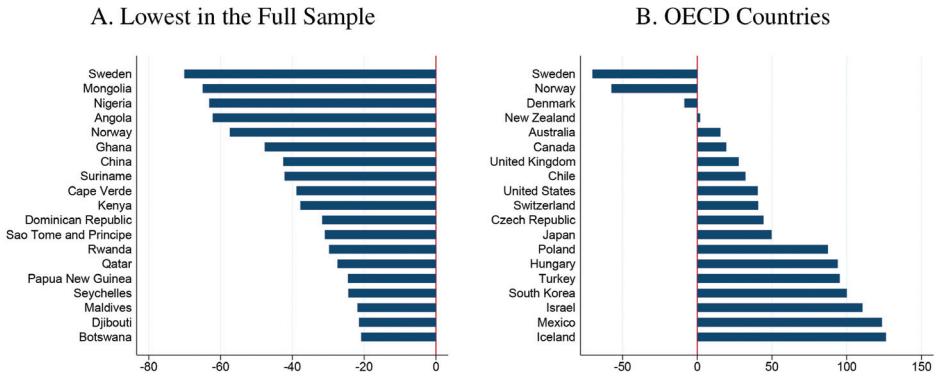 A. Lowest in the Full Sample
Sweden
Mongolia
Nigeria
Angola
Norway
Ghana
China
Suriname
Cape Verde
Kenya
Dominican Republic
Sao Tome and Principe
Rwanda
Qatar
Papua New Guinea
Seychelles
Maldives
Djibouti
Botswana
-80 -60 -40 -20 0
B. OECD Countries
Sweden
Norway
Denmark
New Zealand
Australia
Canada
United Kingdom
Chile
United States
Switzerland
Czech Republic
Japan
Poland
Hungary
Turkey
South Korea
Israel
Mexico
Iceland
-50 0 50 100 150